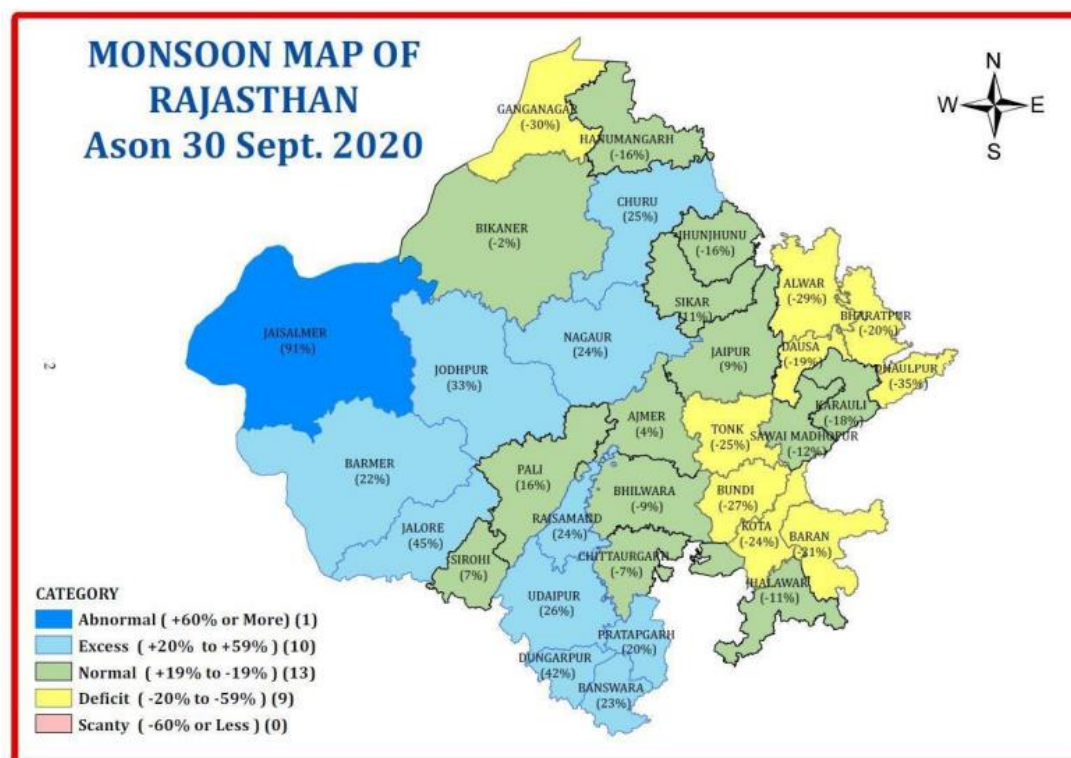 MONSOON MAP OF
RAJASTHAN
Ason 30 Sept. 2020
N
W E
S
GANGANAGAR
(-30%)
HANUMANGARH
(-16%)
CHURU
(25%)
BIKANER
(-2%)
JHUNJHUNU
(-16%)
ALWAR
(-29%)
SIKAR
(11%)
BHARATPUR
(-20%)
JAISALMER
(91%)
NAGAUR
(24%)
JAIPUR
(9%)
DAUSA
(-19%)
DHAULPUR
(-35%)
JODHPUR
(33%)
2
KARAULI
(-18%)
AJMER
(4%)
TONK
(-25%)
SAWAI MADHOPUR
(-12%)
BARMER
(22%)
PALI
(16%)
BHILWARA
(-9%)
BUNDI
(-27%)
RAJSAMAND
(24%)
JALORE
(45%)
KOTA
(-24%)
BARAN
(-21%)
SIROHI
(7%)
CHITTAURGARH
(-7%)
JHALAWAR
(-11%)
UDAIPUR
(26%)
PRATAPGARH
(20%)
DUNGARPUR
(42%)
BANSWARA
(23%)
CATEGORY
Abnormal ( +60% or More) (1)
Excess ( +20% to +59% ) (10)
Normal ( +19% to -19% ) (13)
Deficit ( -20% to -59% ) (9)
Scanty ( -60% or Less ) (0)